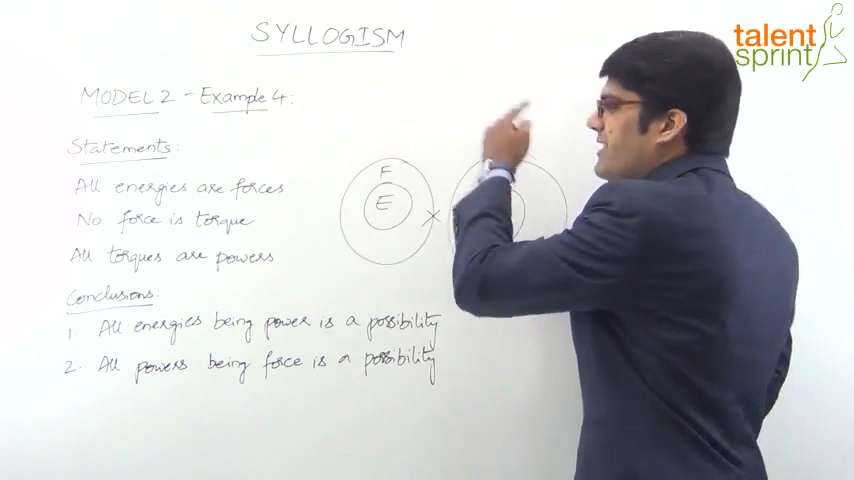 SYLLOGISM
talent
sprint
MODEL 2 - Example 4:
Statements:
All energies are forces
No force is torque
All torques are powers
Conclusions:
1. All energies being power is a possibility
2. All powers being force is a possibility
F
E